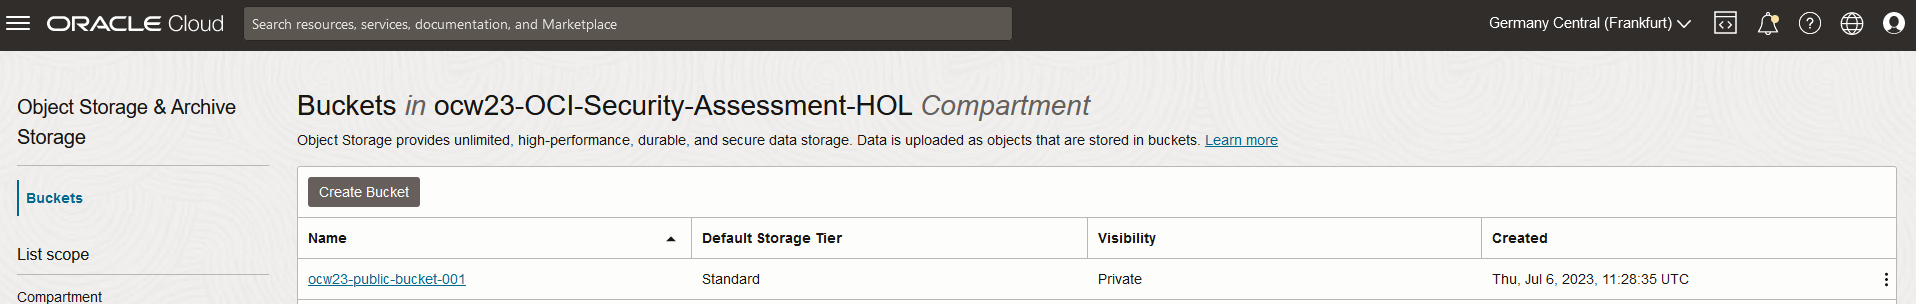 ORACLE Cloud
Search resources, services, documentation, and Marketplace
Germany Central (Frankfurt)
Object Storage & Archive
Storage
Buckets
List scope
Compartment
Buckets in ocw23-OCI-Security-Assessment-HOL Compartment
Object Storage provides unlimited, high-performance, durable, and secure data storage. Data is uploaded as objects that are stored in buckets. Learn more
Create Bucket
Name Default Storage Tier Visibility Created
ocw23-public-bucket-001 Standard Private Thu, Jul 6, 2023, 11:28:35 UTC